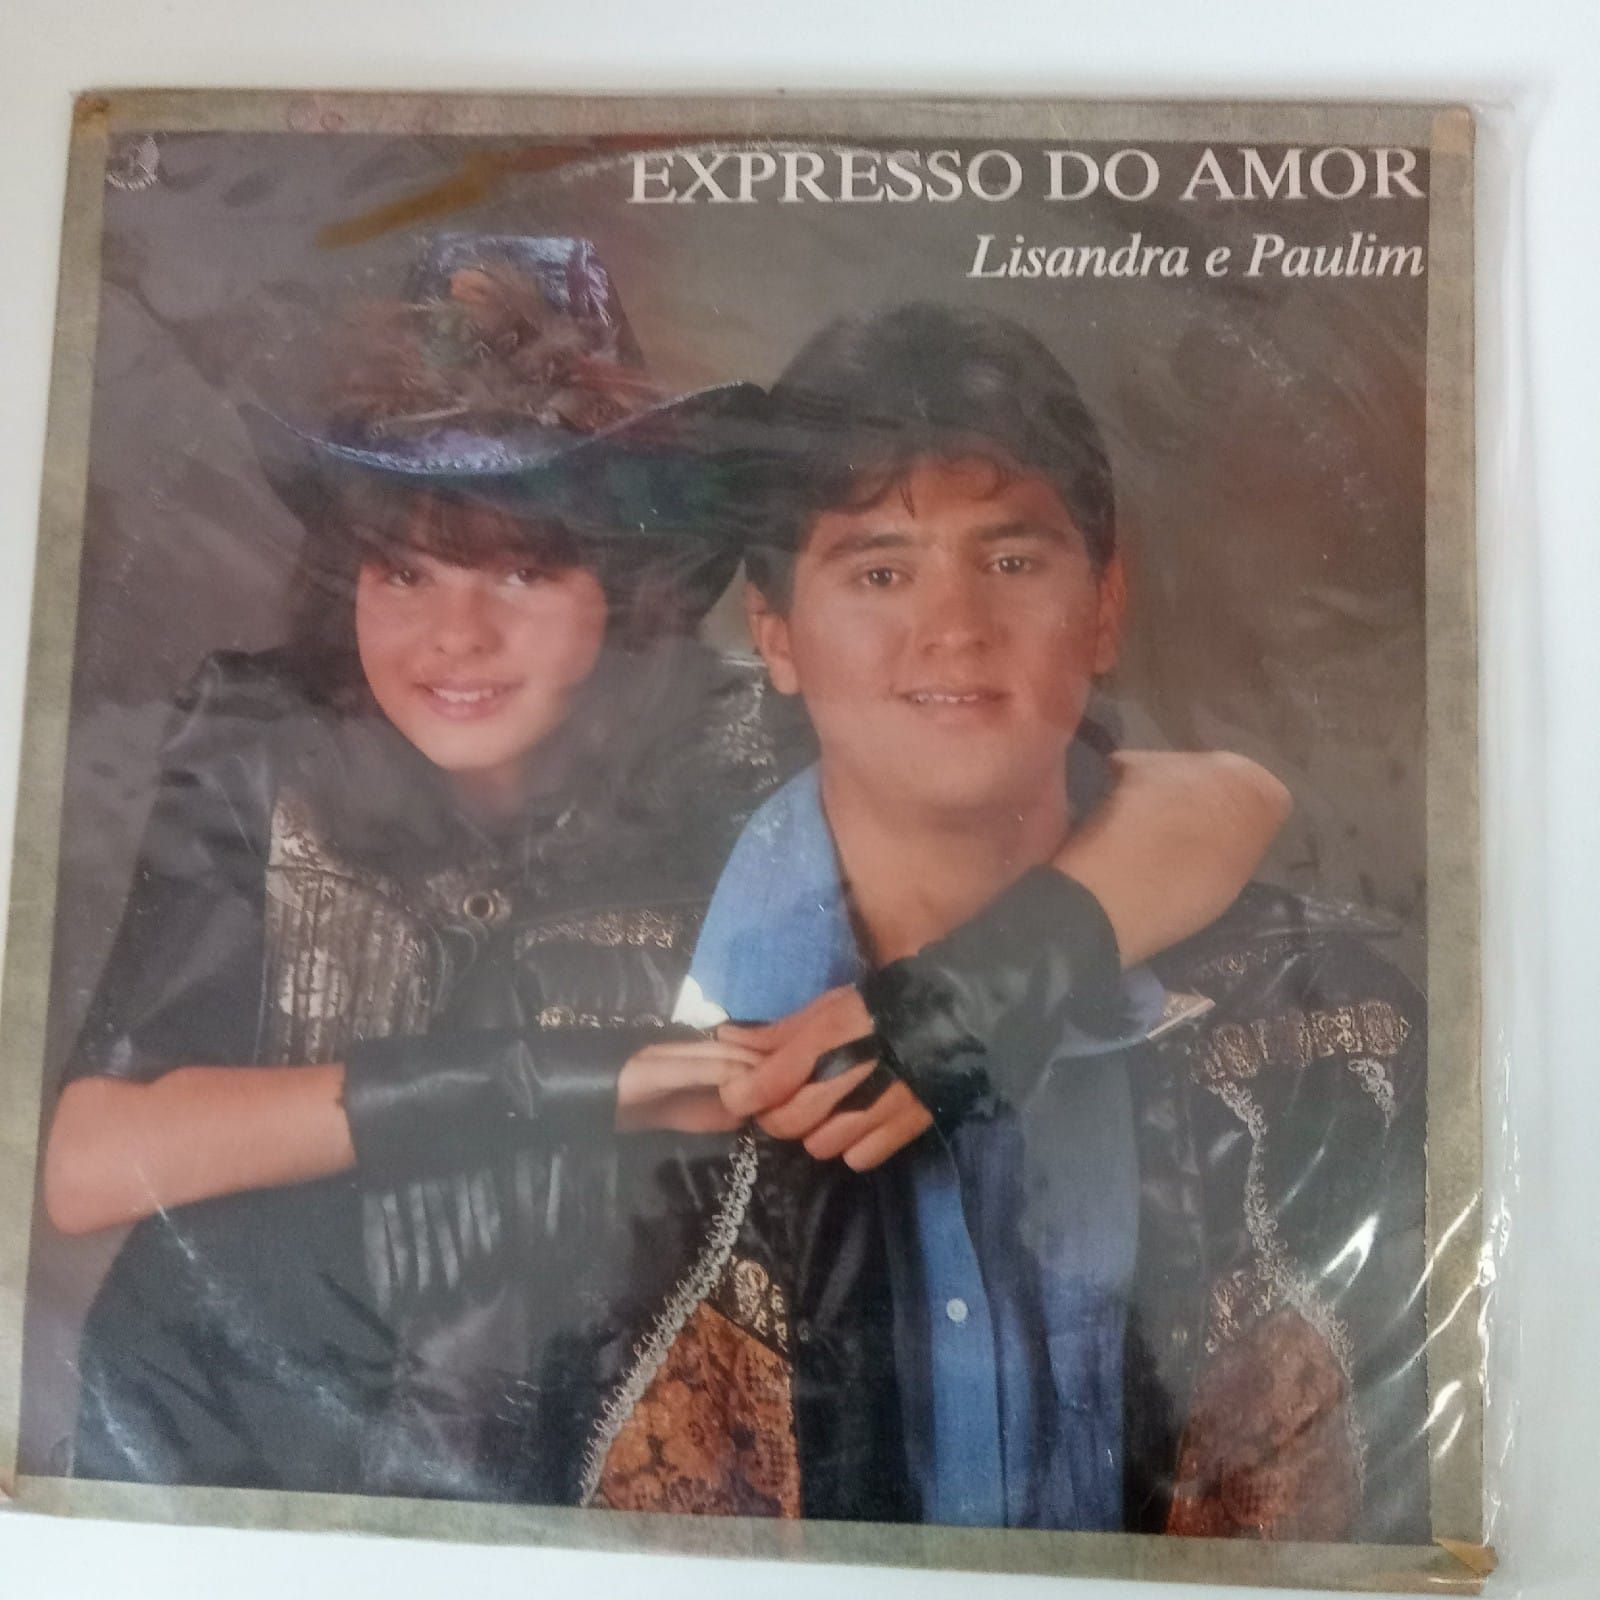 EXPRESSO DO AMOR
Lisandra e Paulim